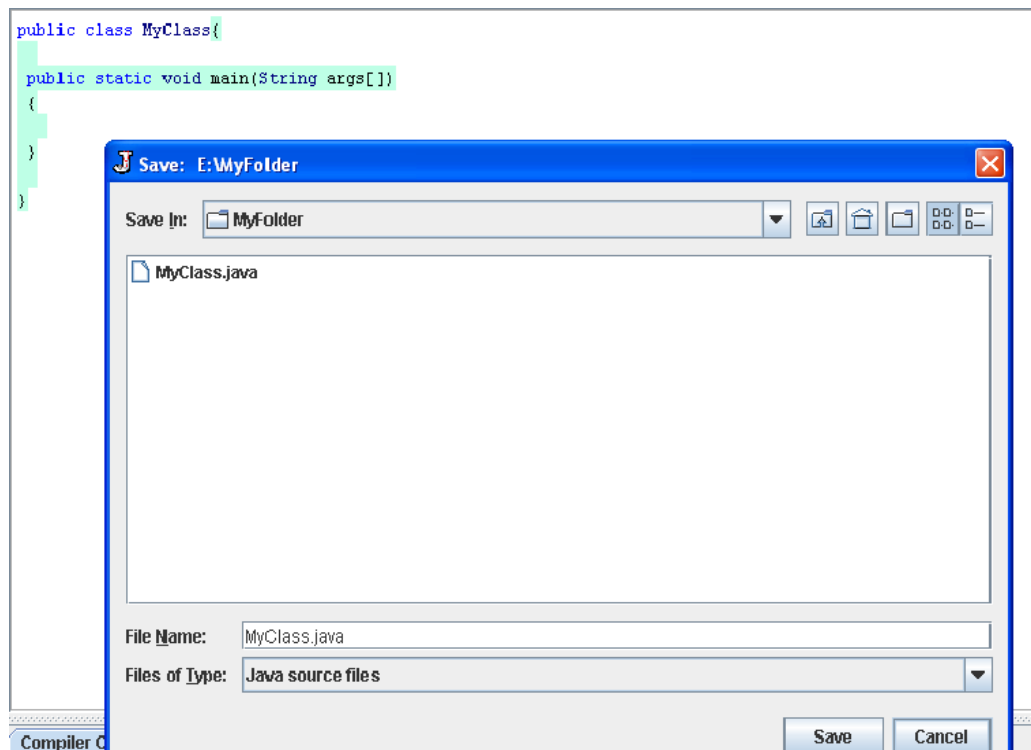 public class MyClass{
public static void main(String args[])
{
}
}
Save: E:\MyFolder
Save In: MyFolder
MyClass.java
File Name: MyClass.java
Files of Type: Java source files
Save Cancel
Compiler